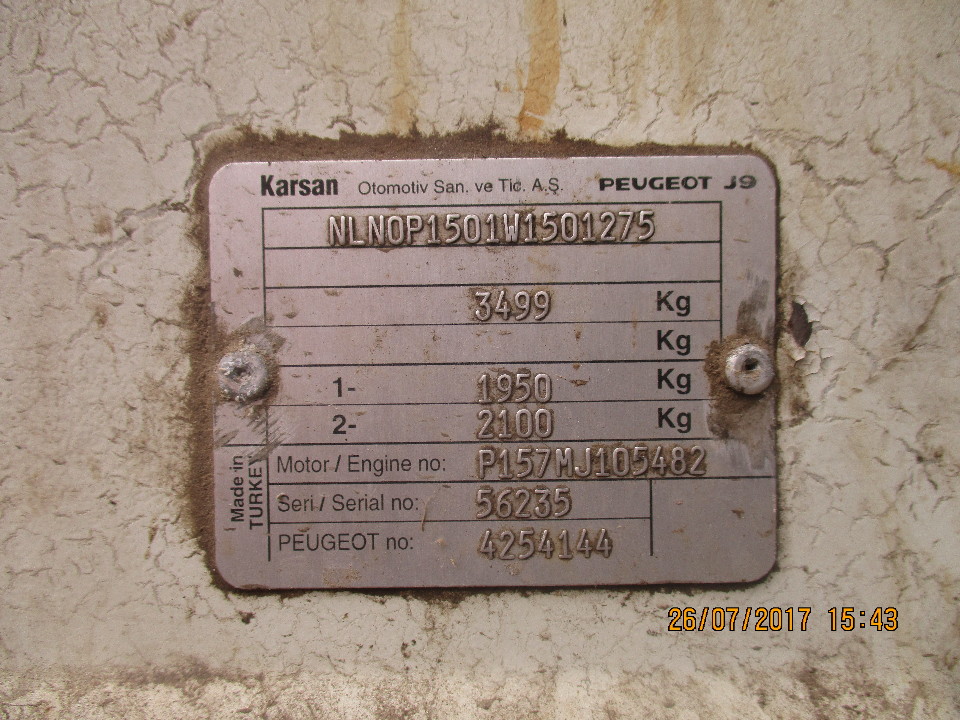 Karsan Otomotiv San. ve Tic. A.Ş. PEUGEOT J9
NLNOP1501W1501275
3499 Kg
Kg
1- 1950 Kg
2- 2100 Kg
Made in TURKEY
Motor / Engine no: P157MJ105482
Seri / Serial no: 56235
PEUGEOT no: 4254144
26/07/2017 15:43